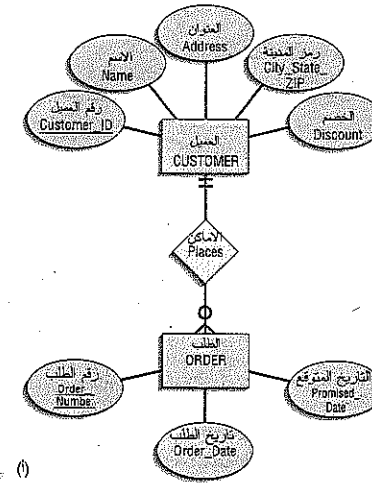 العنوان
Address
الاسم
Name
رمز المدينة
City_State_
ZIP
رقم العميل
Customer_ID
الخصم
Discount
العميل
CUSTOMER
الاماكن
Places
الطلب
ORDER
رقم الطلب
Order_
Number
التاريخ المتوقع
Promised_
Date
تاريخ الطلب
Order_Date
(أ)